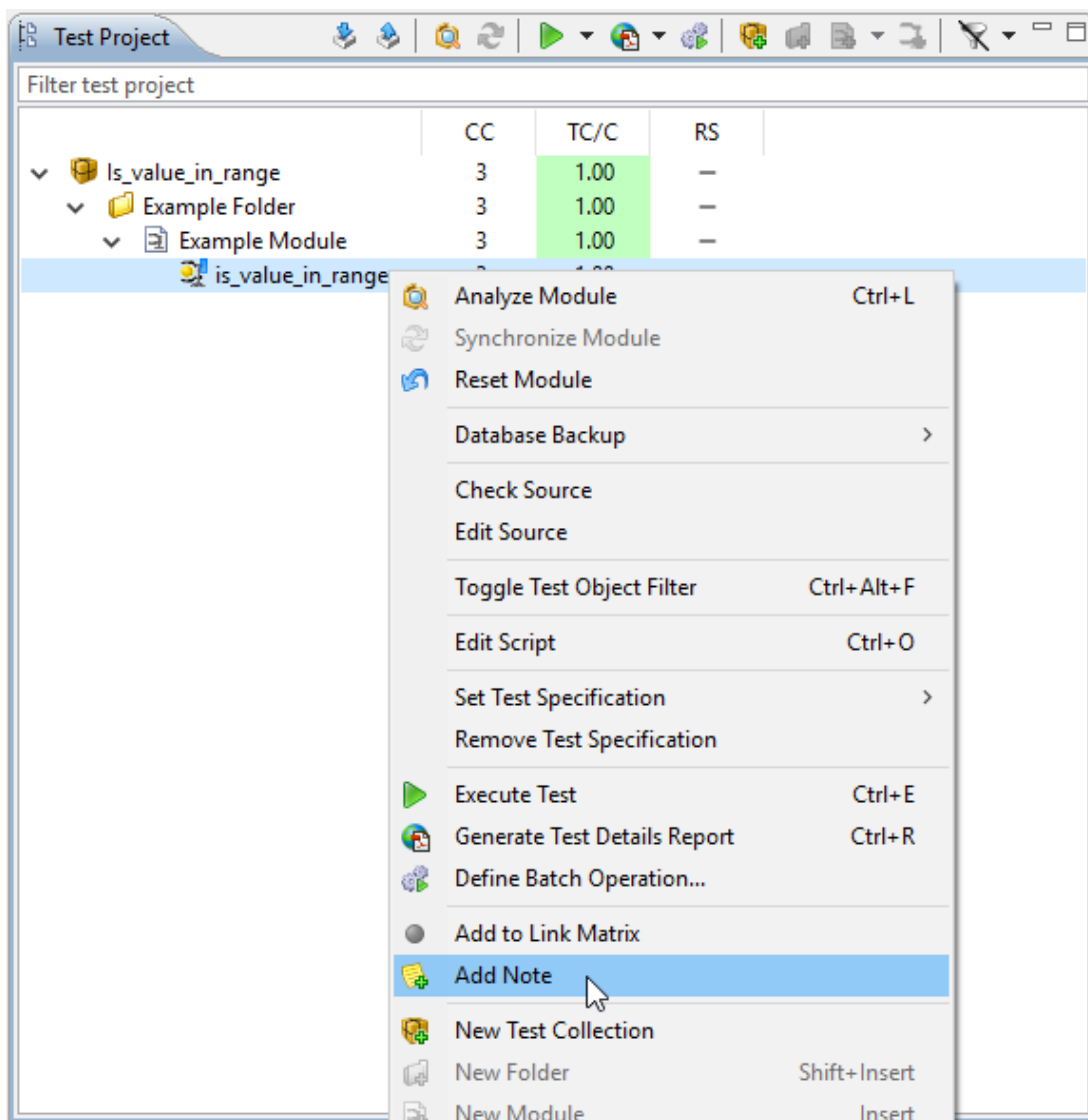 Test Project
Filter test project
CC TC/C RS
Is_value_in_range 3 1.00 –
Example Folder 3 1.00 –
Example Module 3 1.00 –
is_value_in_range
Analyze Module Ctrl+L
Synchronize Module
Reset Module
Database Backup
Check Source
Edit Source
Toggle Test Object Filter Ctrl+Alt+F
Edit Script Ctrl+O
Set Test Specification
Remove Test Specification
Execute Test Ctrl+E
Generate Test Details Report Ctrl+R
Define Batch Operation...
Add to Link Matrix
Add Note
New Test Collection
New Folder Shift+Insert
New Module Insert